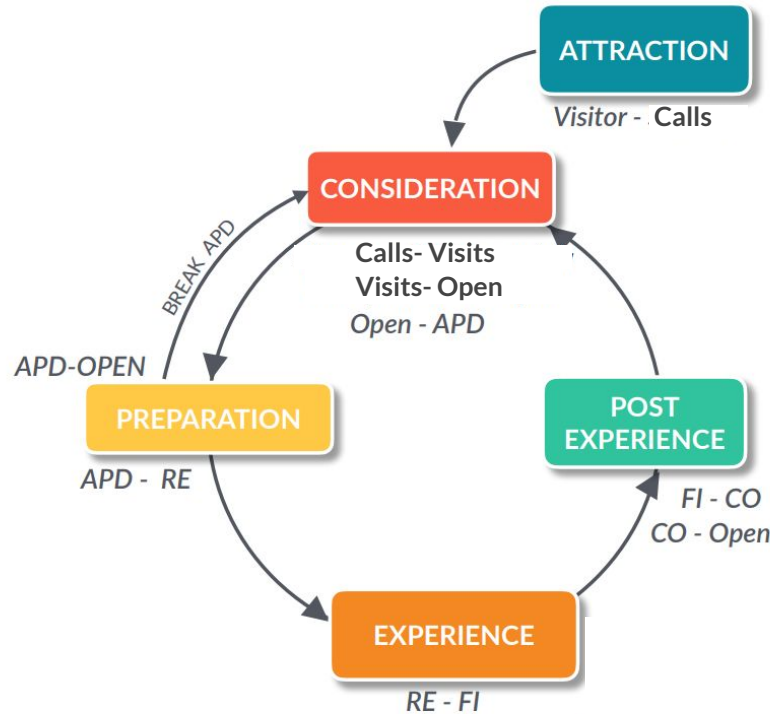 ATTRACTION
Visitor - Calls
CONSIDERATION
Calls- Visits
Visits- Open
Open - APD
BREAK APD
APD-OPEN
PREPARATION
APD - RE
POST
EXPERIENCE
FI - CO
CO - Open
EXPERIENCE
RE - FI